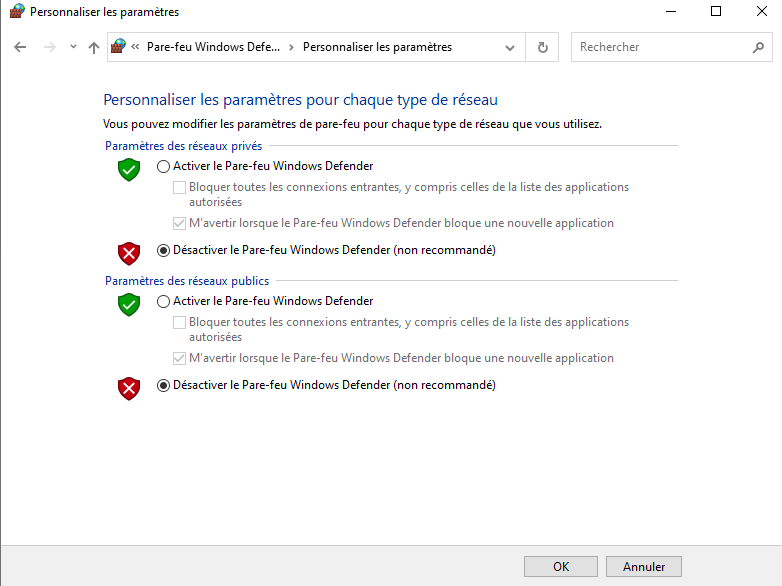 Personnaliser les paramètres
« Pare-feu Windows Defe... › Personnaliser les paramètres
Rechercher
Personnaliser les paramètres pour chaque type de réseau
Vous pouvez modifier les paramètres de pare-feu pour chaque type de réseau que vous utilisez.
Paramètres des réseaux privés
Activer le Pare-feu Windows Defender
Bloquer toutes les connexions entrantes, y compris celles de la liste des applications
autorisées
M'avertir lorsque le Pare-feu Windows Defender bloque une nouvelle application
Désactiver le Pare-feu Windows Defender (non recommandé)
Paramètres des réseaux publics
Activer le Pare-feu Windows Defender
Bloquer toutes les connexions entrantes, y compris celles de la liste des applications
autorisées
M'avertir lorsque le Pare-feu Windows Defender bloque une nouvelle application
Désactiver le Pare-feu Windows Defender (non recommandé)
OK
Annuler